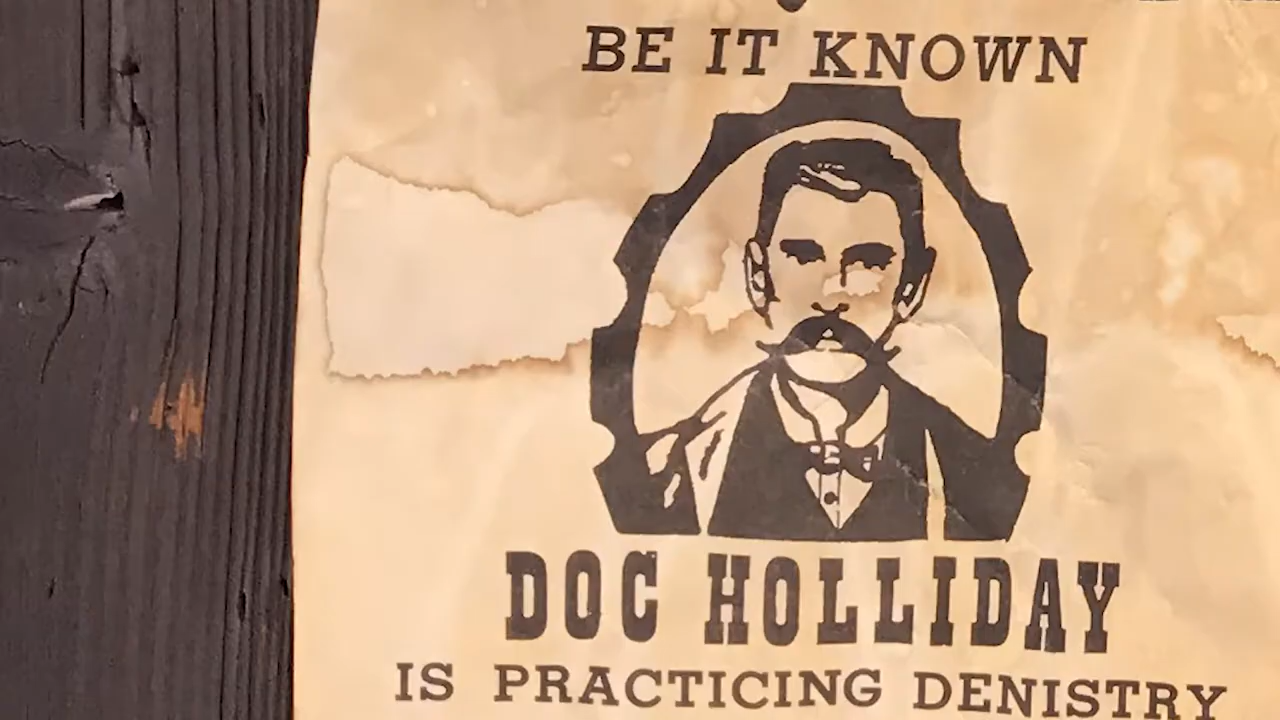 BE IT KNOWN
DOC HOLLIDAY
IS PRACTICING DENISTRY